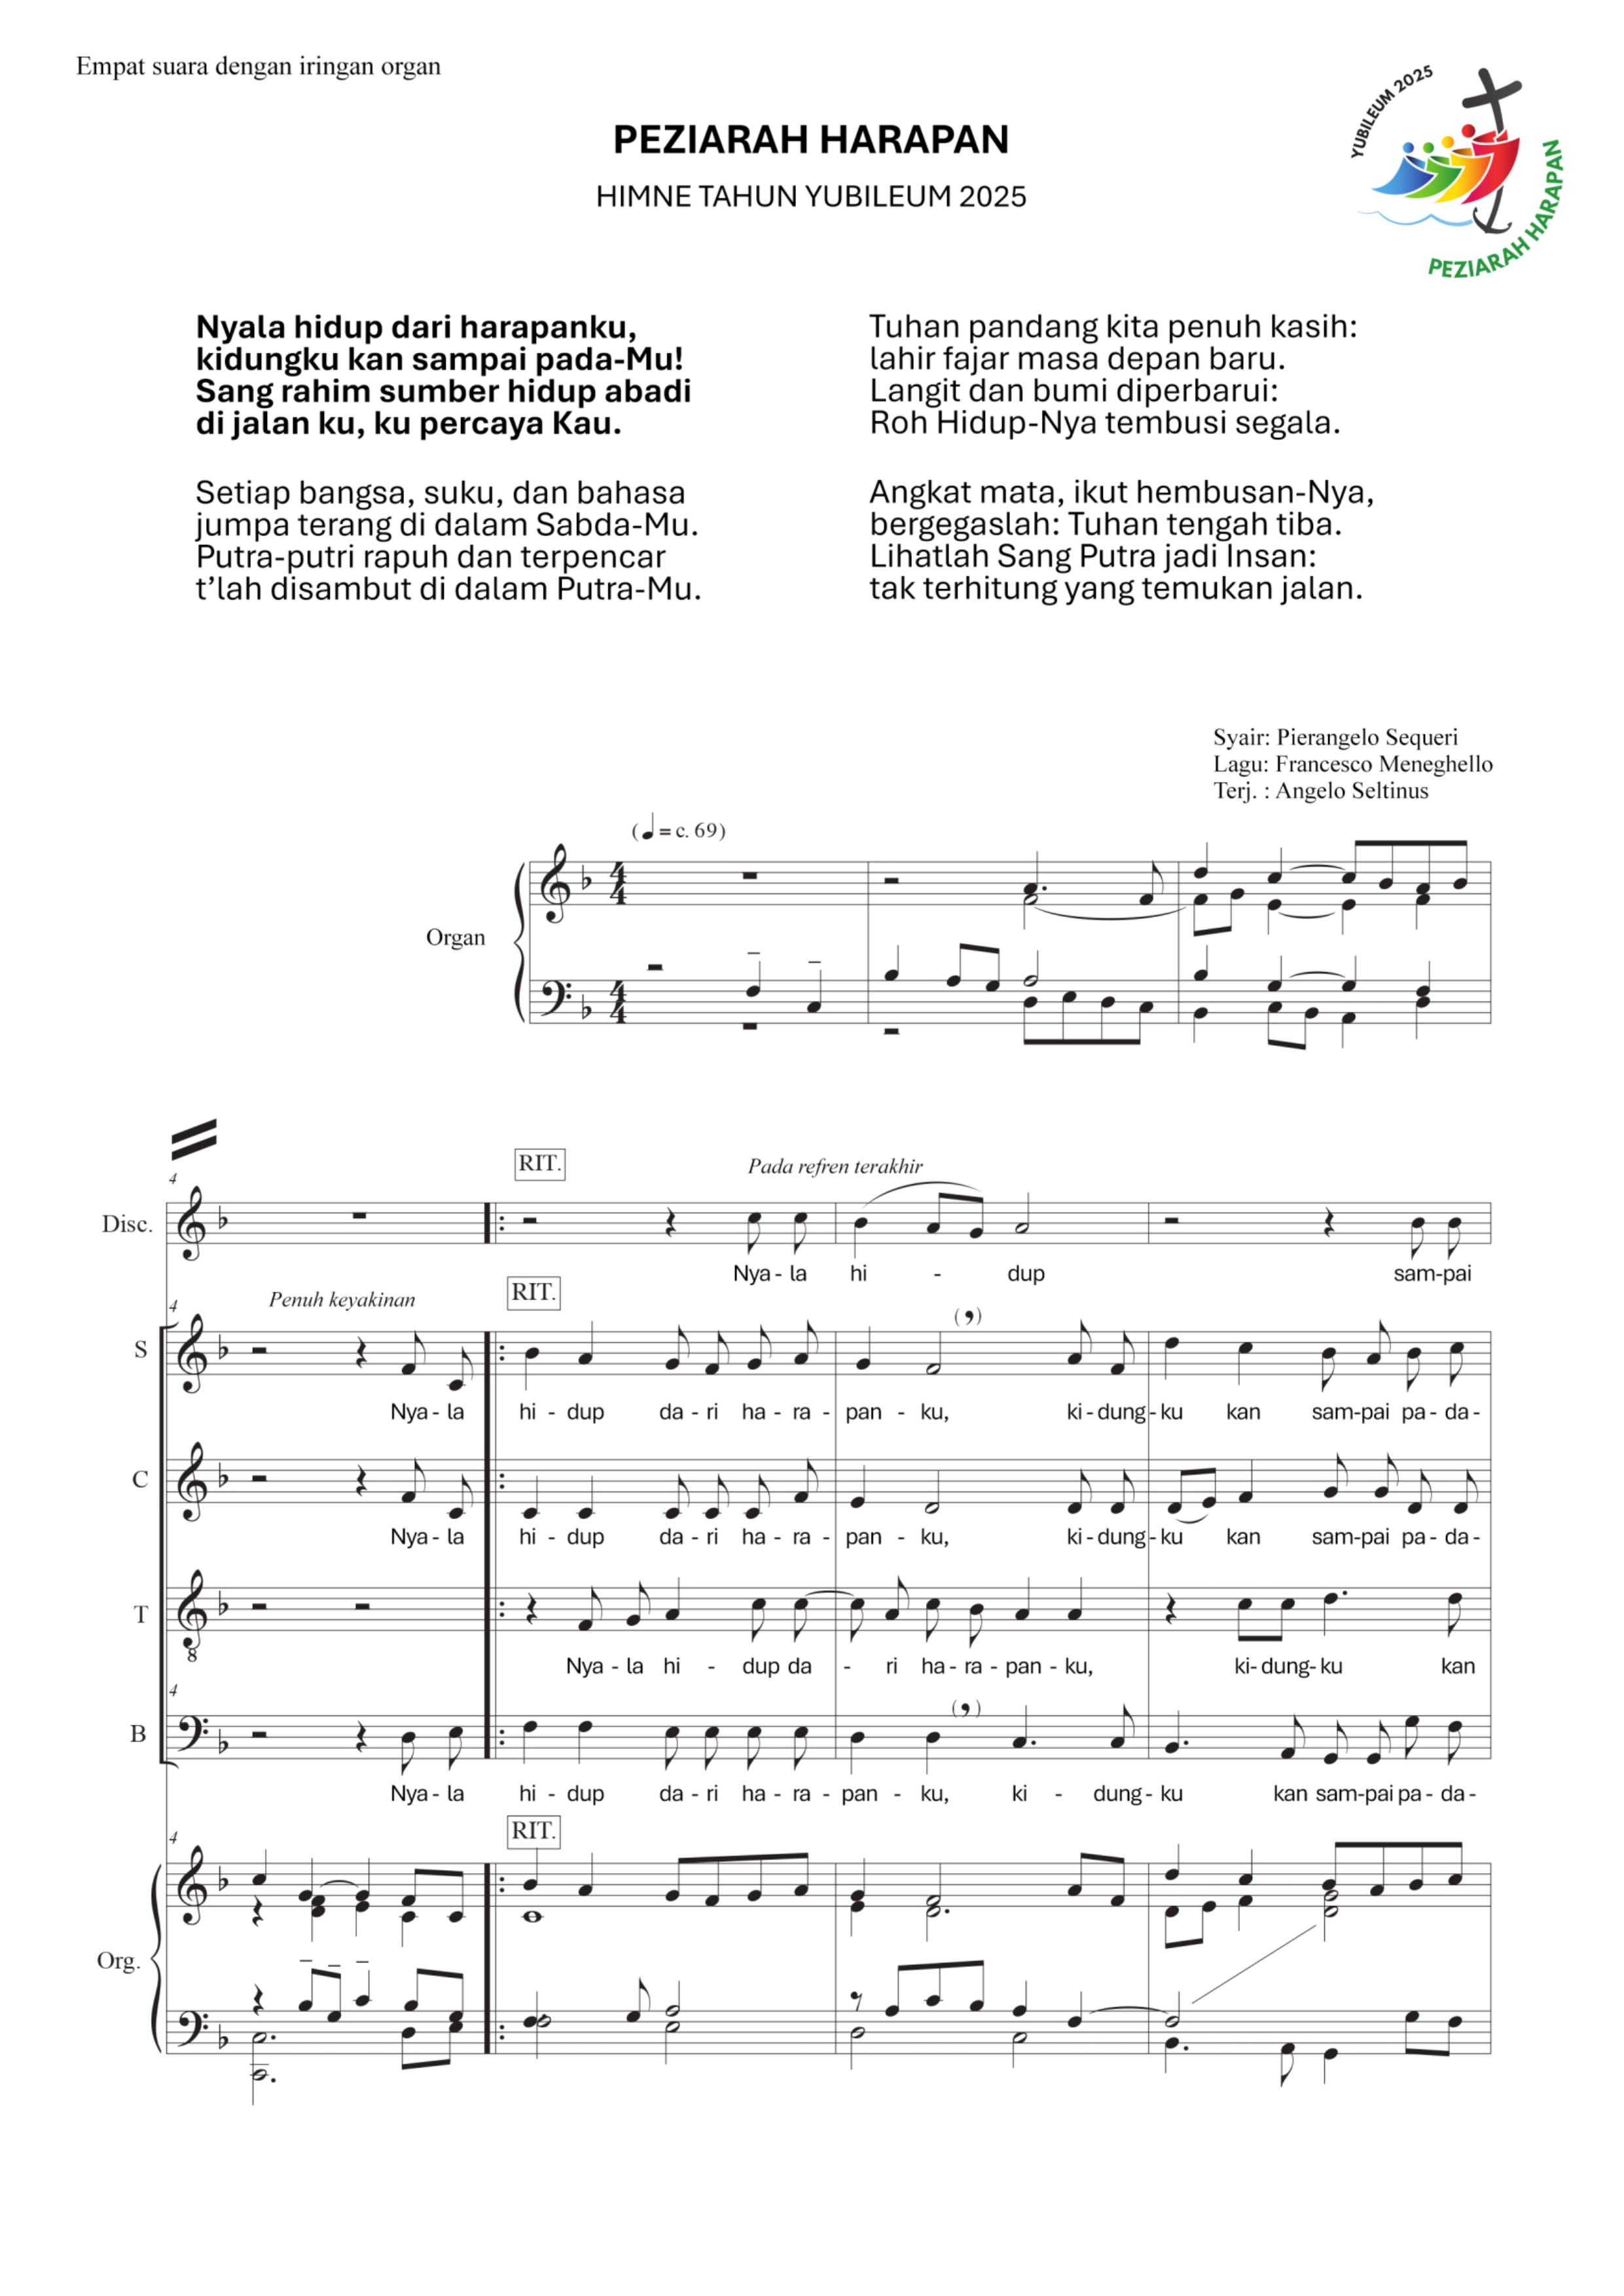 Empat suara dengan iringan organ
YUBILEUM 2025
PEZIARAH HARAPAN
PEZIARAH HARAPAN
HIMNE TAHUN YUBILEUM 2025
Nyala hidup dari harapanku,
kidungku kan sampai pada-Mu!
Sang rahim sumber hidup abadi
di jalan ku, ku percaya Kau.
Setiap bangsa, suku, dan bahasa
jumpa terang di dalam Sabda-Mu.
Putra-putri rapuh dan terpencar
t’lah disambut di dalam Putra-Mu.
Tuhan pandang kita penuh kasih:
lahir fajar masa depan baru.
Langit dan bumi diperbarui:
Roh Hidup-Nya tembusi segala.
Angkat mata, ikut hembusan-Nya,
bergegaslah: Tuhan tengah tiba.
Lihatlah Sang Putra jadi Insan:
tak terhitung yang temukan jalan.
Syair: Pierangelo Sequeri
Lagu: Francesco Meneghello
Terj. : Angelo Seltinus
( = c. 69)
4 4
Organ
4 4
RIT.
Pada refren terakhir
4
Disc.
Nya - la hi - dup sam-pai
RIT.
Penuh keyakinan
4
S
Nya - la hi - dup da - ri ha - ra - pan - ku, ki - dung - ku kan sam-pai pa - da -
C
Nya - la hi - dup da - ri ha - ra - pan - ku, ki - dung - ku kan sam-pai pa - da -
T
8
Nya - la hi - dup da - ri ha - ra - pan - ku, ki - dung- ku kan
4
B
Nya - la hi - dup da - ri ha - ra - pan - ku, ki - dung - ku kan sam-pai pa - da -
RIT.
4
Org.